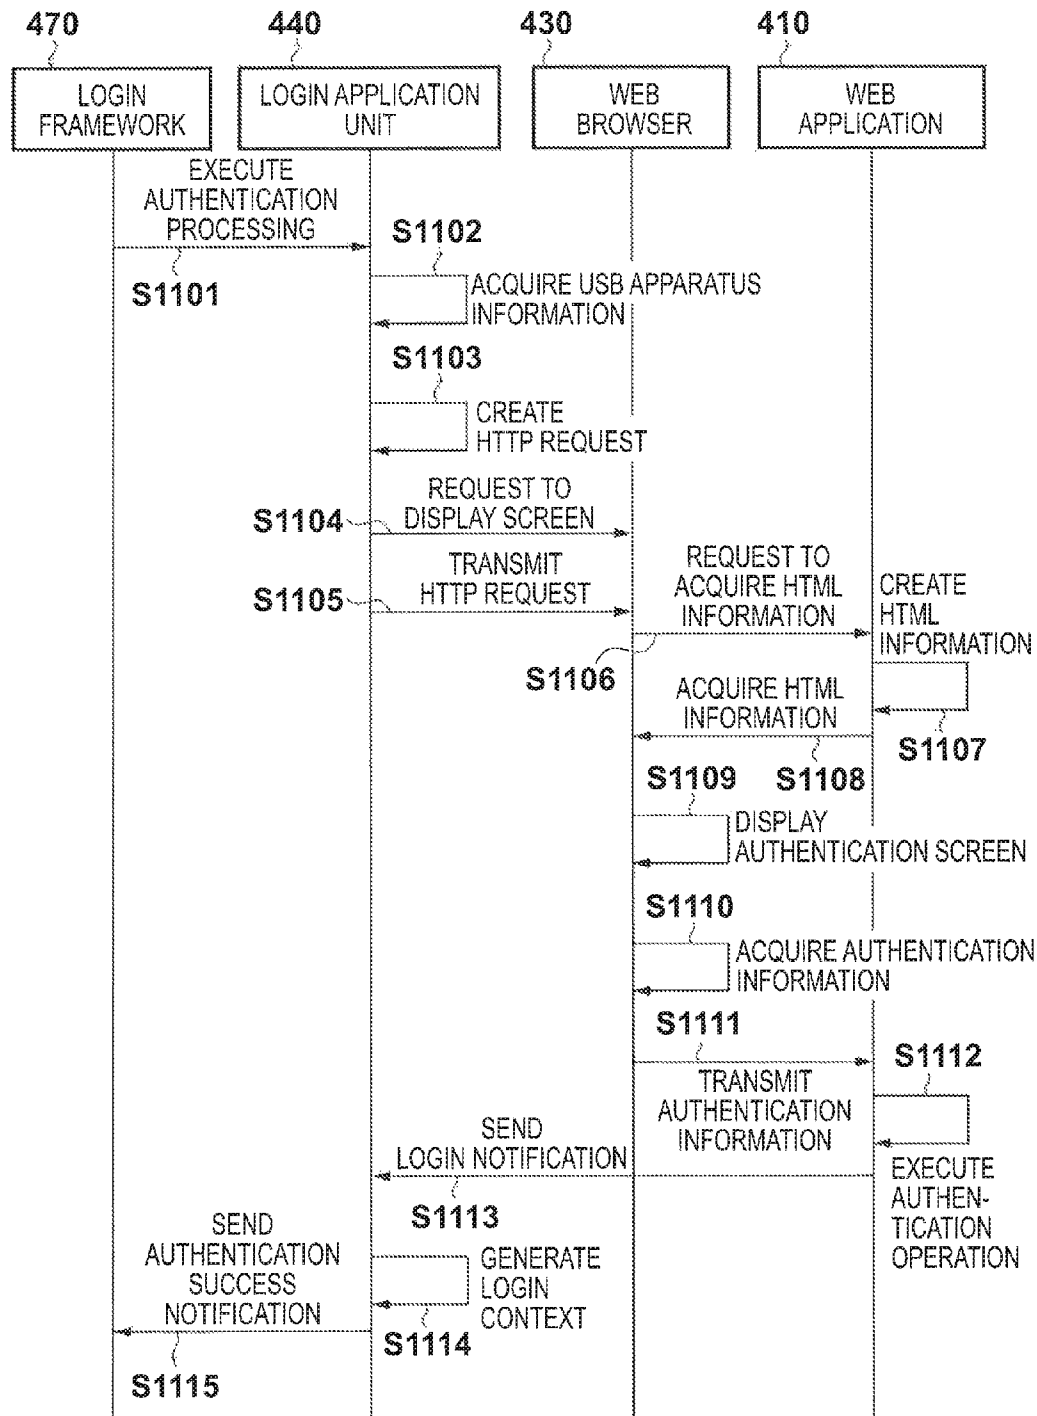 470
440
430
410
LOGIN
FRAMEWORK
LOGIN APPLICATION
UNIT
WEB
BROWSER
WEB
APPLICATION
EXECUTE
AUTHENTICATION
PROCESSING
S1101
S1102
ACQUIRE USB APPARATUS
INFORMATION
S1103
CREATE
HTTP REQUEST
REQUEST TO
DISPLAY SCREEN
S1104
TRANSMIT
HTTP REQUEST
S1105
REQUEST TO
ACQUIRE HTML
INFORMATION
S1106
CREATE
HTML
INFORMATION
S1107
ACQUIRE HTML
INFORMATION
S1108
S1109
DISPLAY
AUTHENTICATION SCREEN
S1110
ACQUIRE AUTHENTICATION
INFORMATION
S1111
TRANSMIT
AUTHENTICATION
INFORMATION
S1112
EXECUTE
AUTHEN-
TICATION
OPERATION
SEND
LOGIN NOTIFICATION
S1113
GENERATE
LOGIN
CONTEXT
S1114
SEND
AUTHENTICATION
SUCCESS
NOTIFICATION
S1115